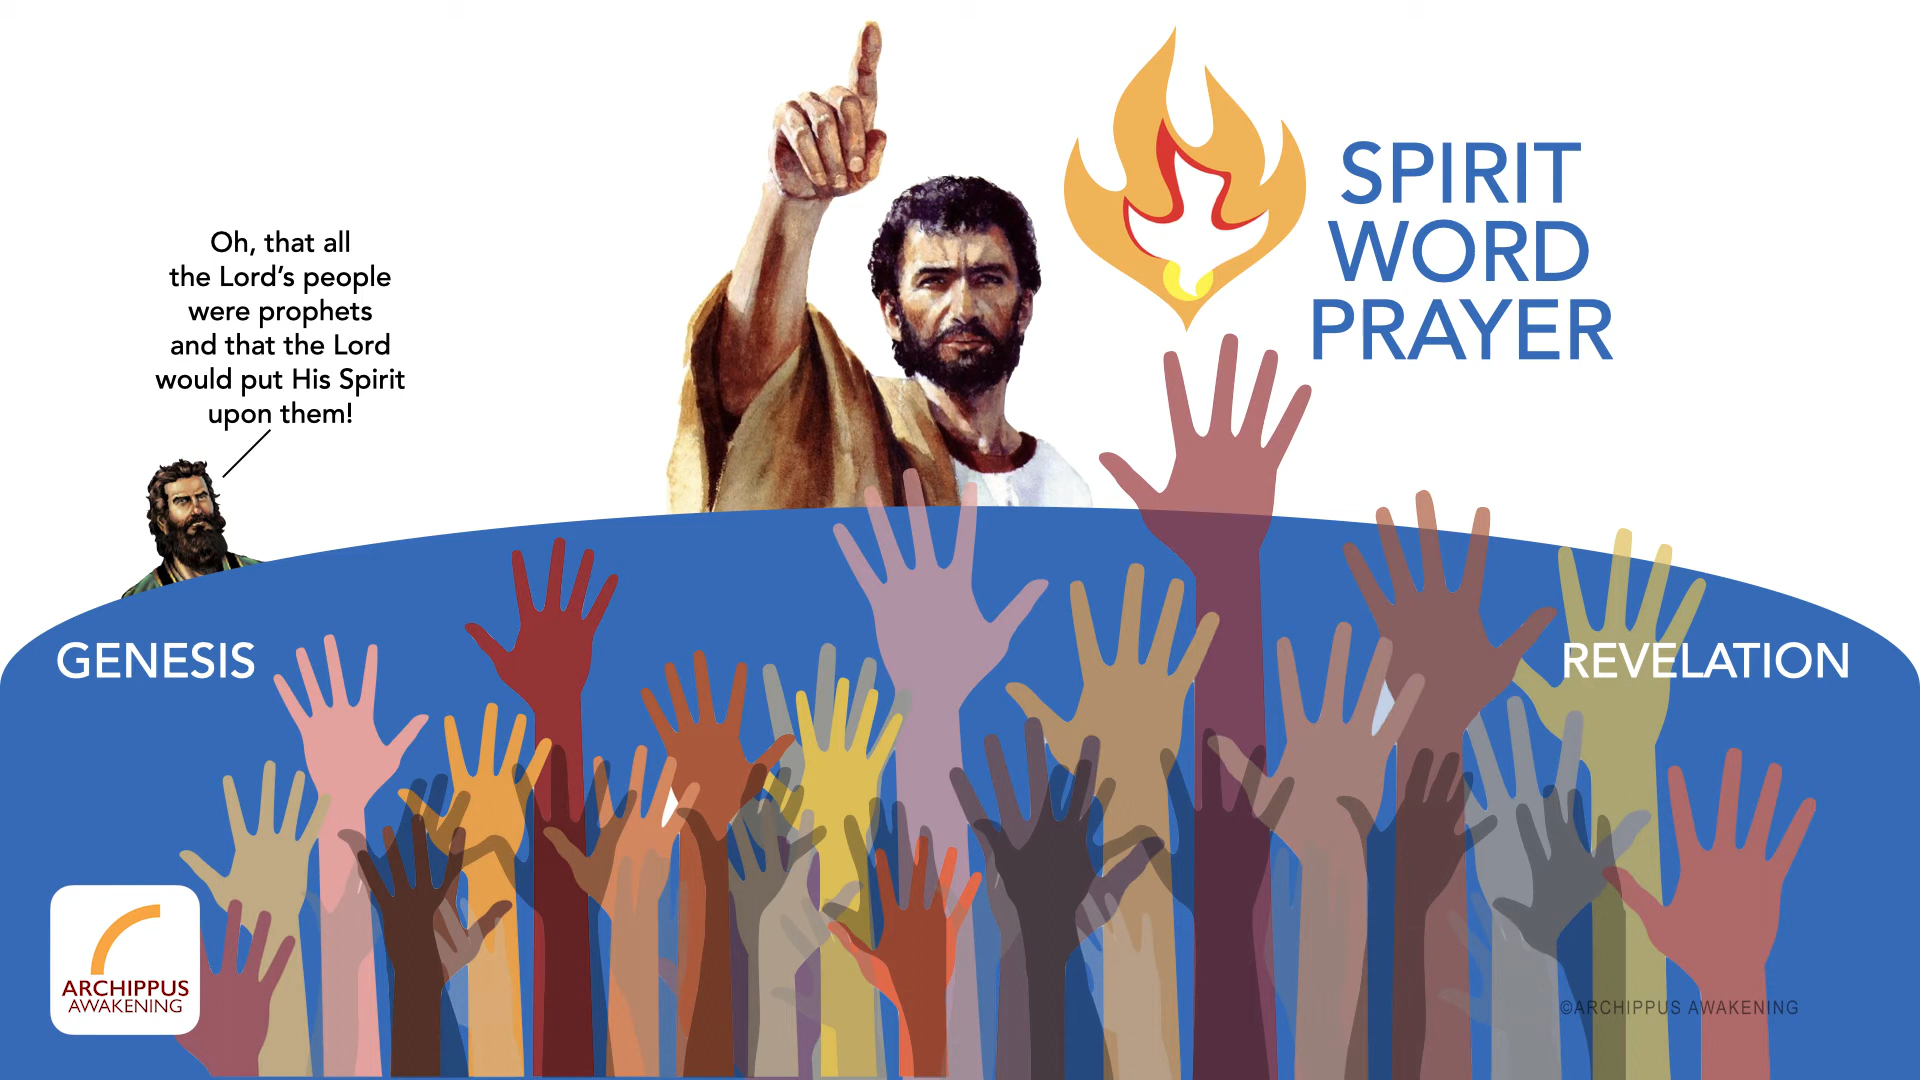 Oh, that all
the Lord's people
were prophets
and that the Lord
would put His Spirit
upon them!
SPIRIT
WORD
PRAYER
GENESIS
REVELATION
ARCHIPPUS
AWAKENING
©ARCHIPPUS AWAKENING